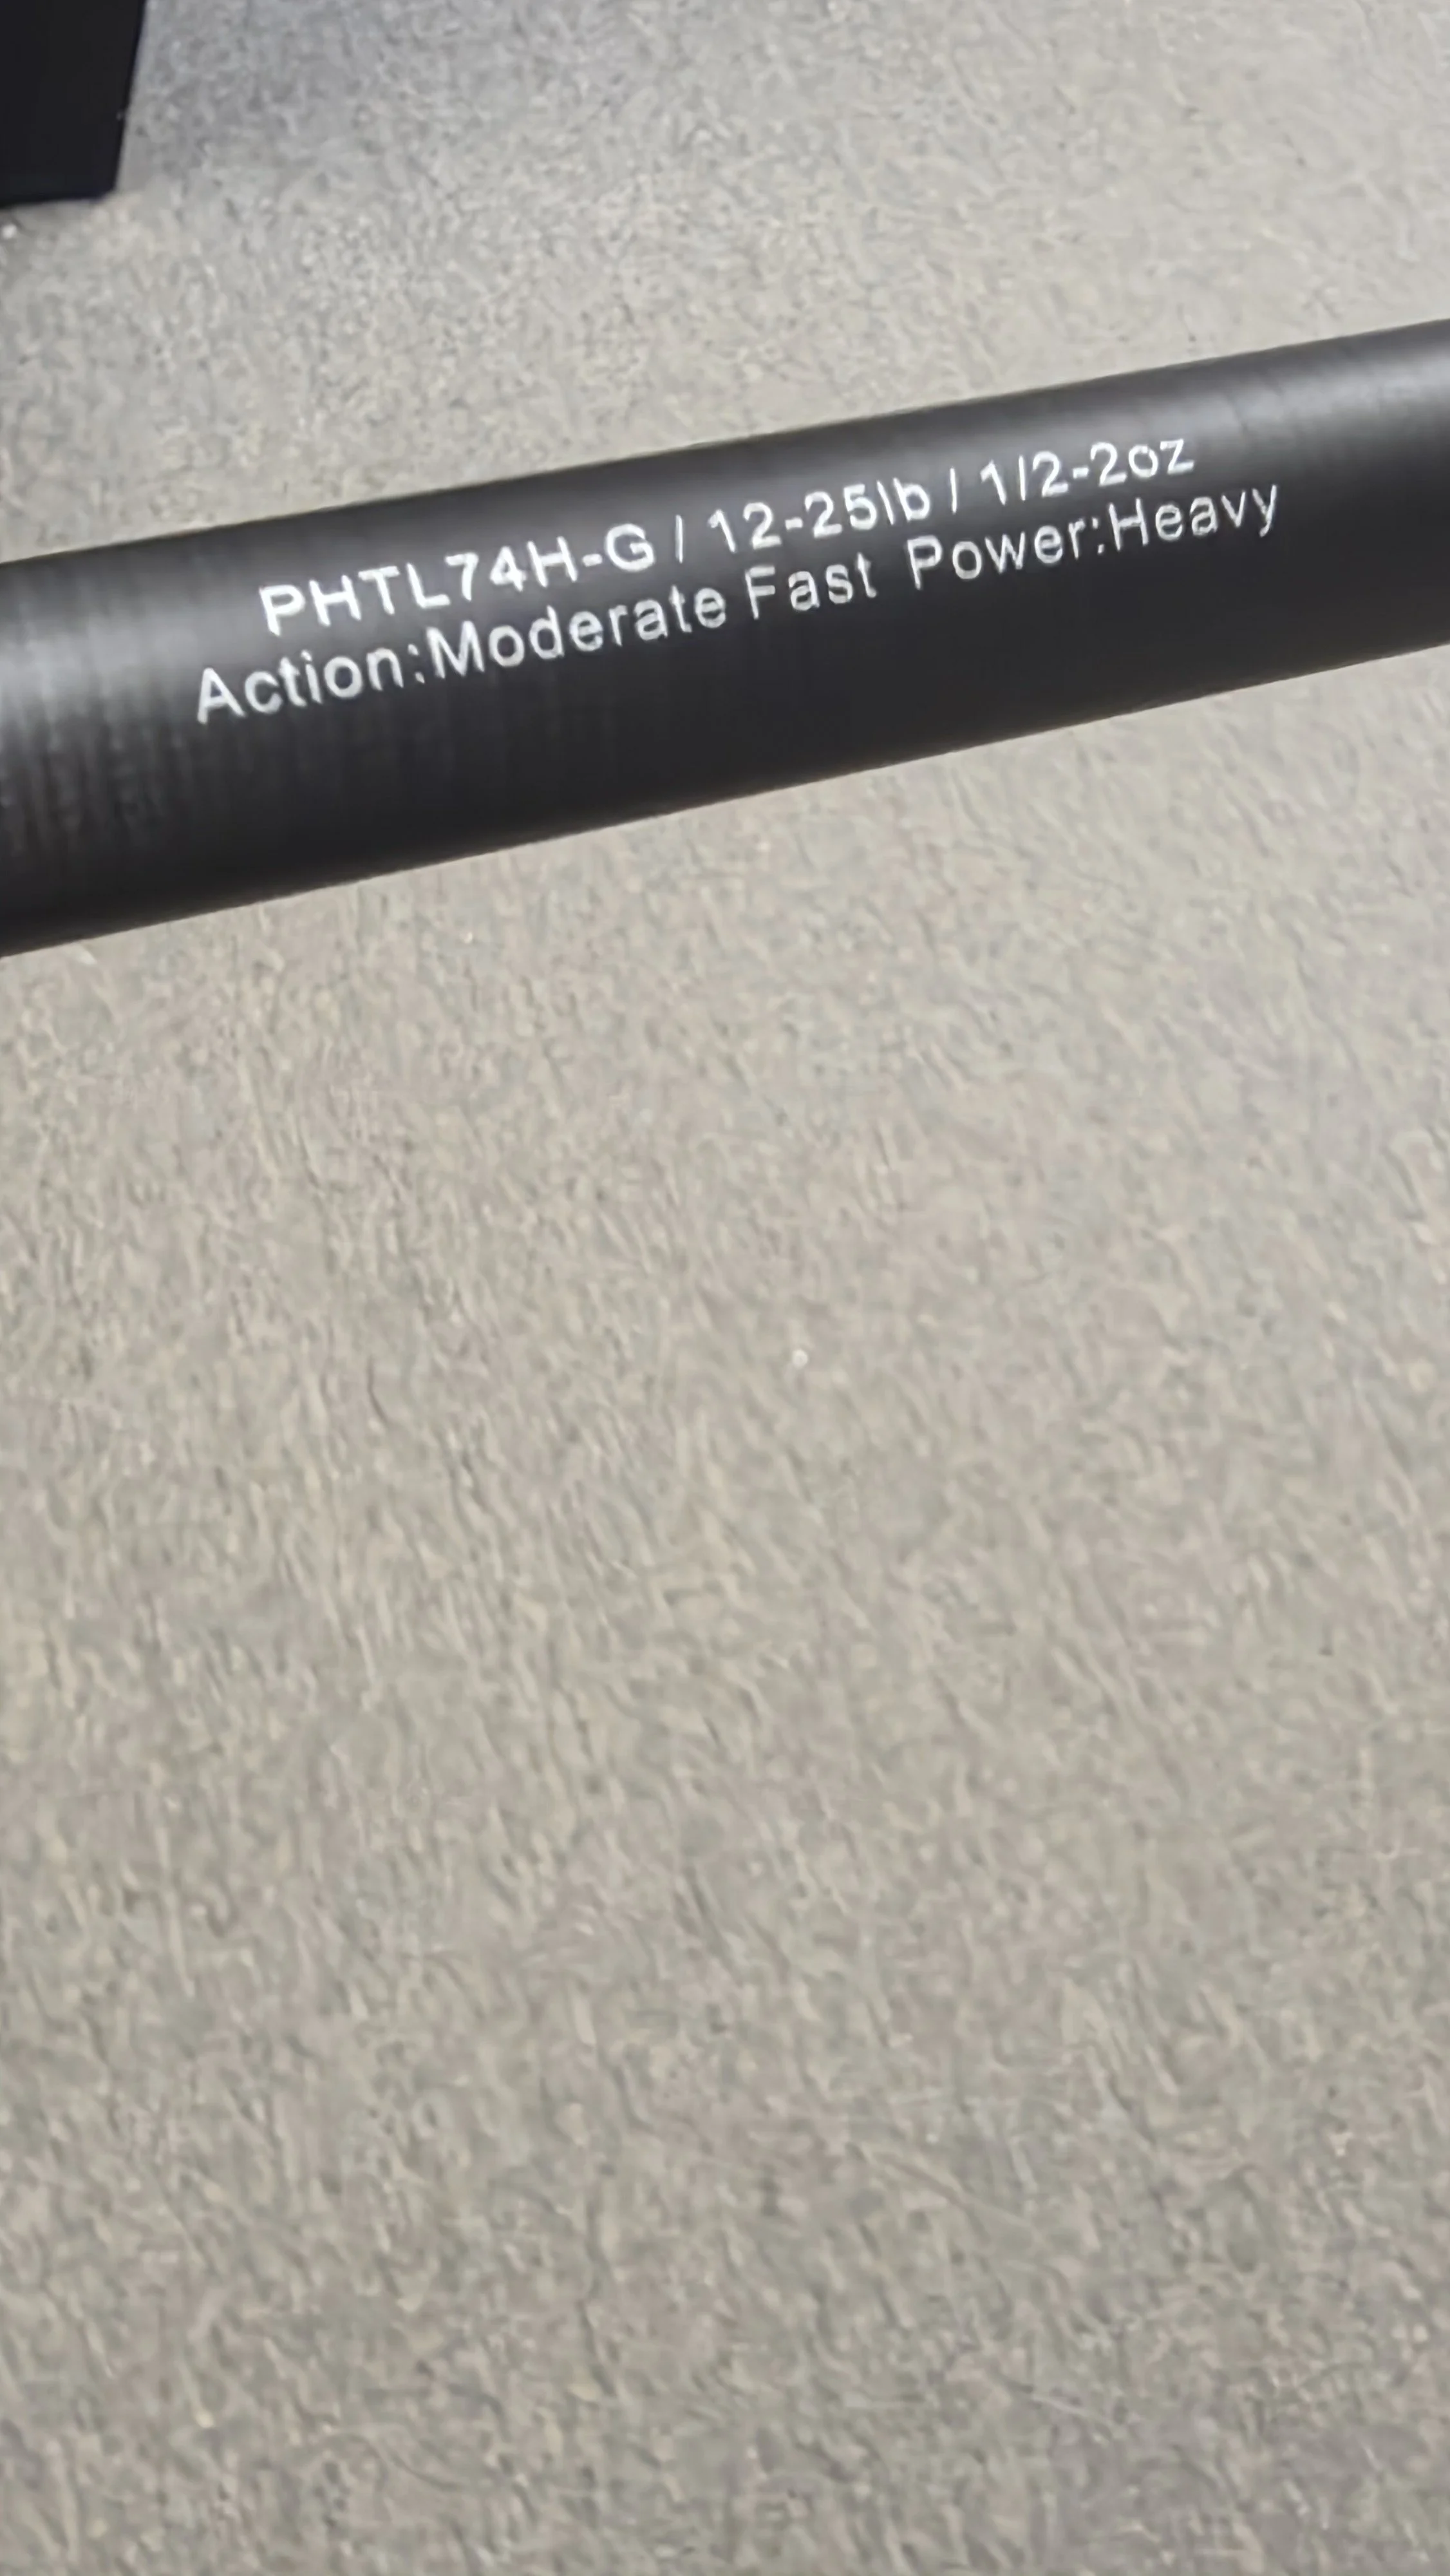 PHTL74H-G / 12-25lb / 1/2-2oz
Action:Moderate Fast Power:Heavy